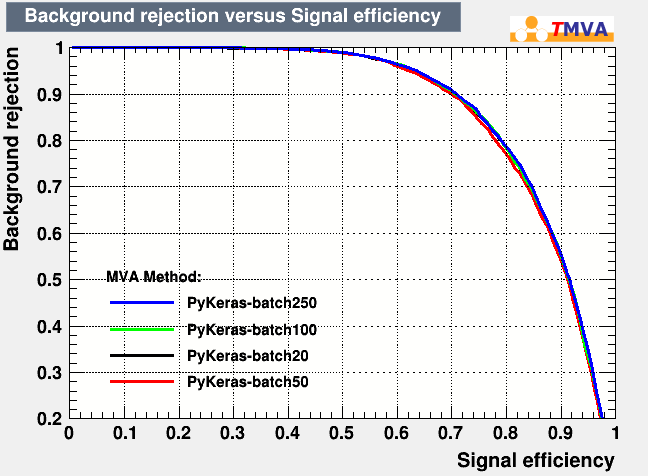 Background rejection versus Signal efficiency
TMVA
Background rejection
1
0.9
0.8
0.7
0.6
0.5
0.4
0.3
0.2
MVA Method:
PyKeras-batch250
PyKeras-batch100
PyKeras-batch20
PyKeras-batch50
0 0.1 0.2 0.3 0.4 0.5 0.6 0.7 0.8 0.9 1
Signal efficiency